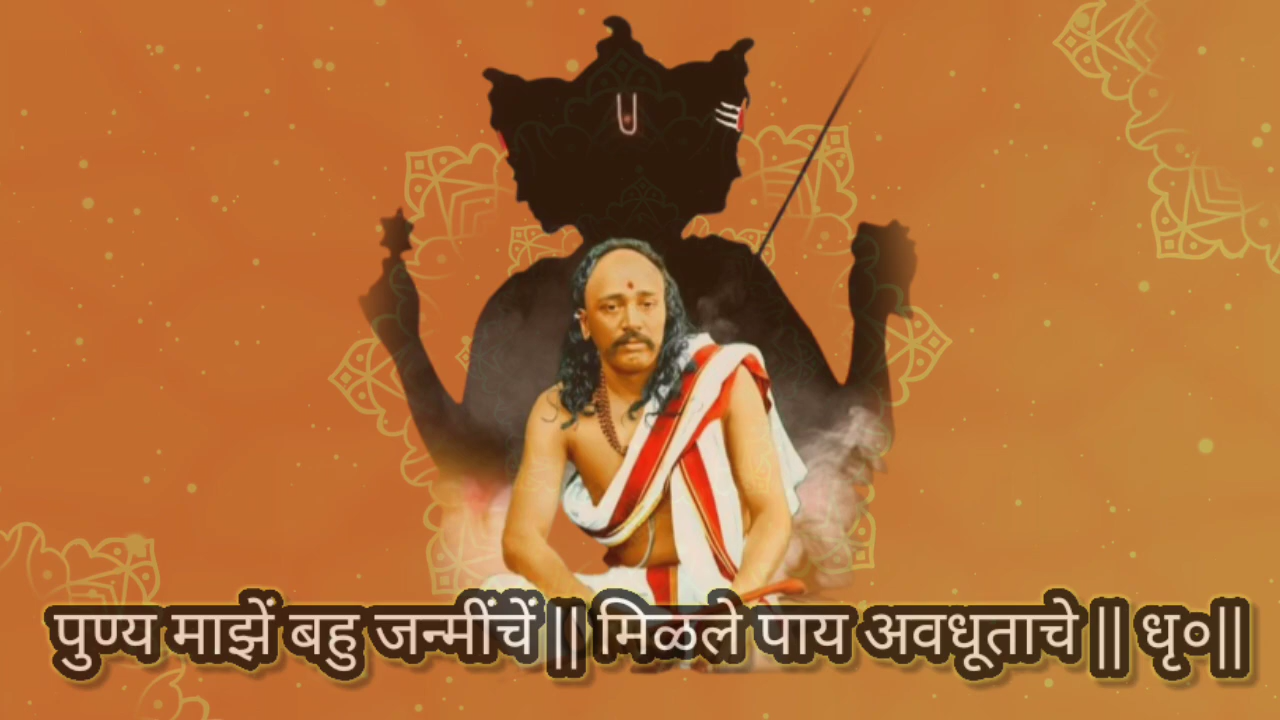 पुण्य माझें बहु जन्मींचें || मिळले पाय अवधूताचे || धृ०||